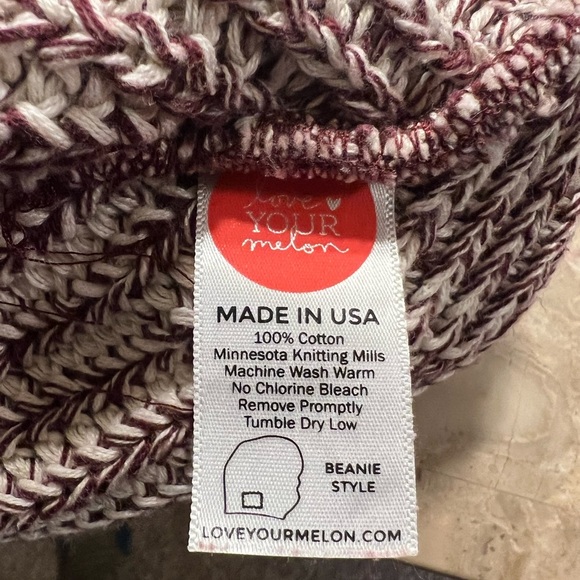 love
YOUR
melon
MADE IN USA
100% Cotton
Minnesota Knitting Mills
Machine Wash Warm
No Chlorine Bleach
Remove Promptly
Tumble Dry Low
BEANIE
STYLE
LOVEYOURMELON.COM